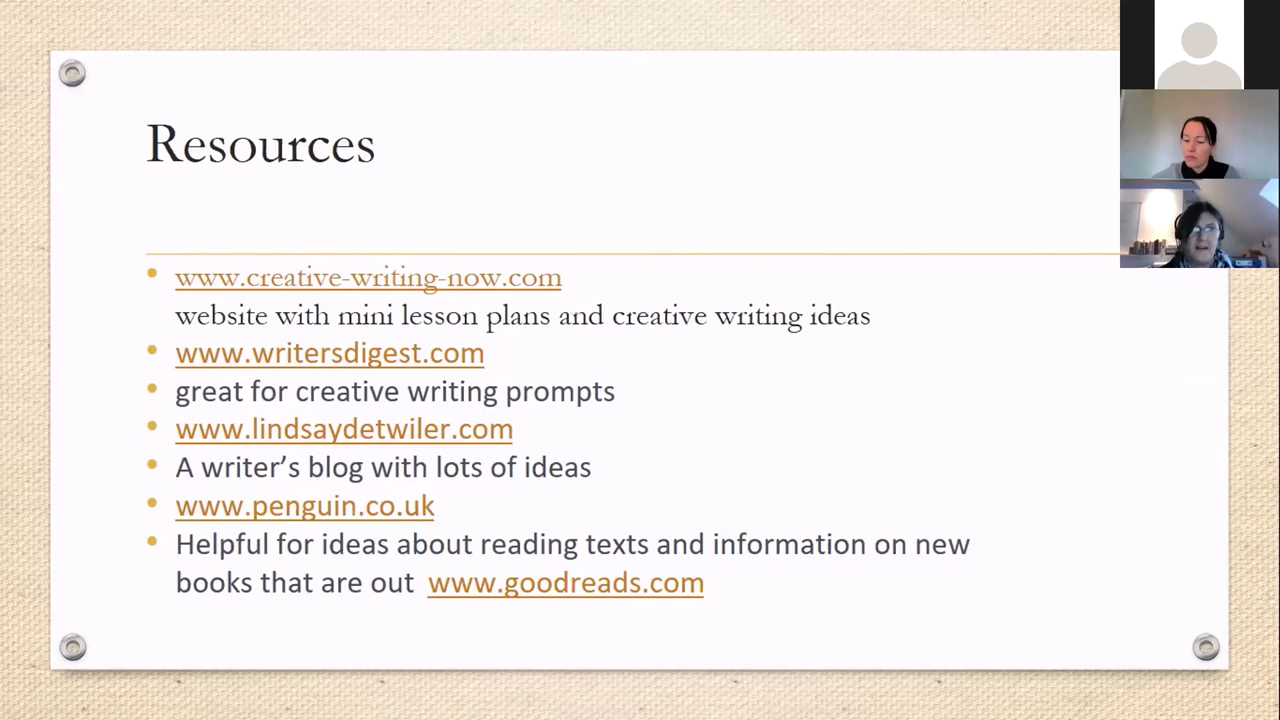 Resources
www.creative-writing-now.com
website with mini lesson plans and creative writing ideas
www.writersdigest.com
great for creative writing prompts
www.lindsaydetwiler.com
A writer’s blog with lots of ideas
www.penguin.co.uk
Helpful for ideas about reading texts and information on new
books that are out www.goodreads.com